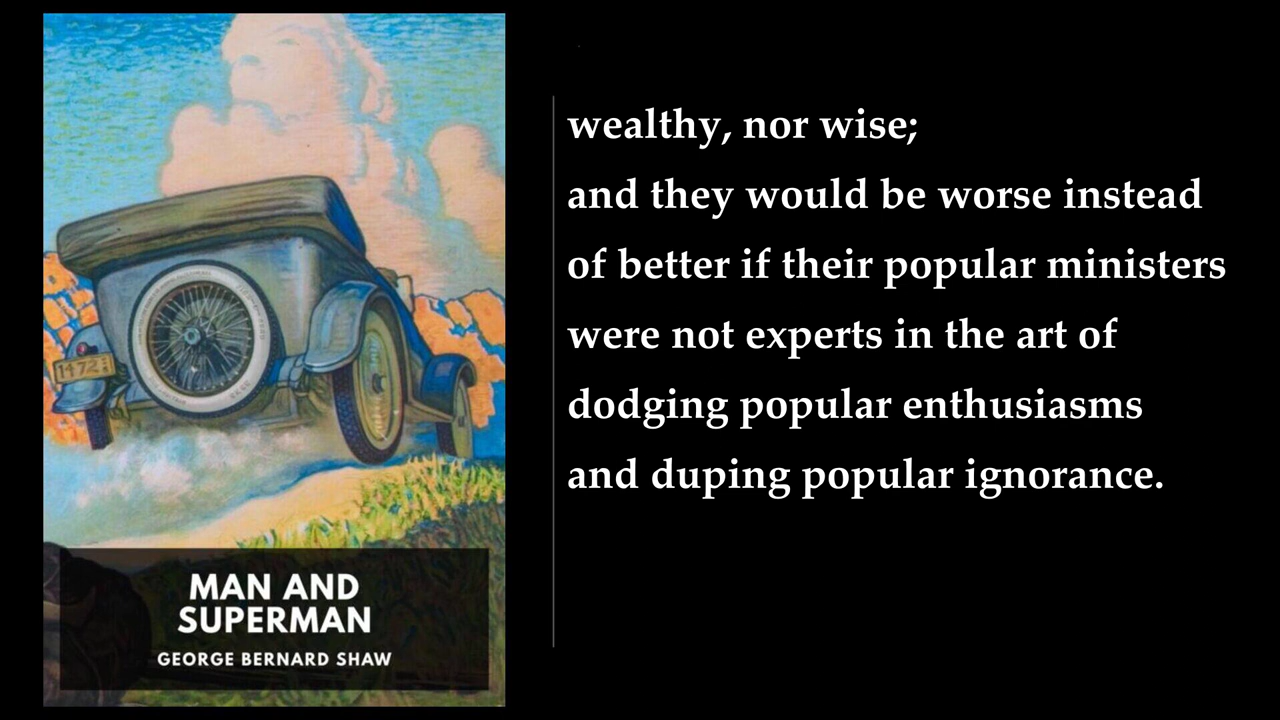 wealthy, nor wise;
and they would be worse instead
of better if their popular ministers
were not experts in the art of
dodging popular enthusiasms
and duping popular ignorance.
1472
MAN AND
SUPERMAN
GEORGE BERNARD SHAW